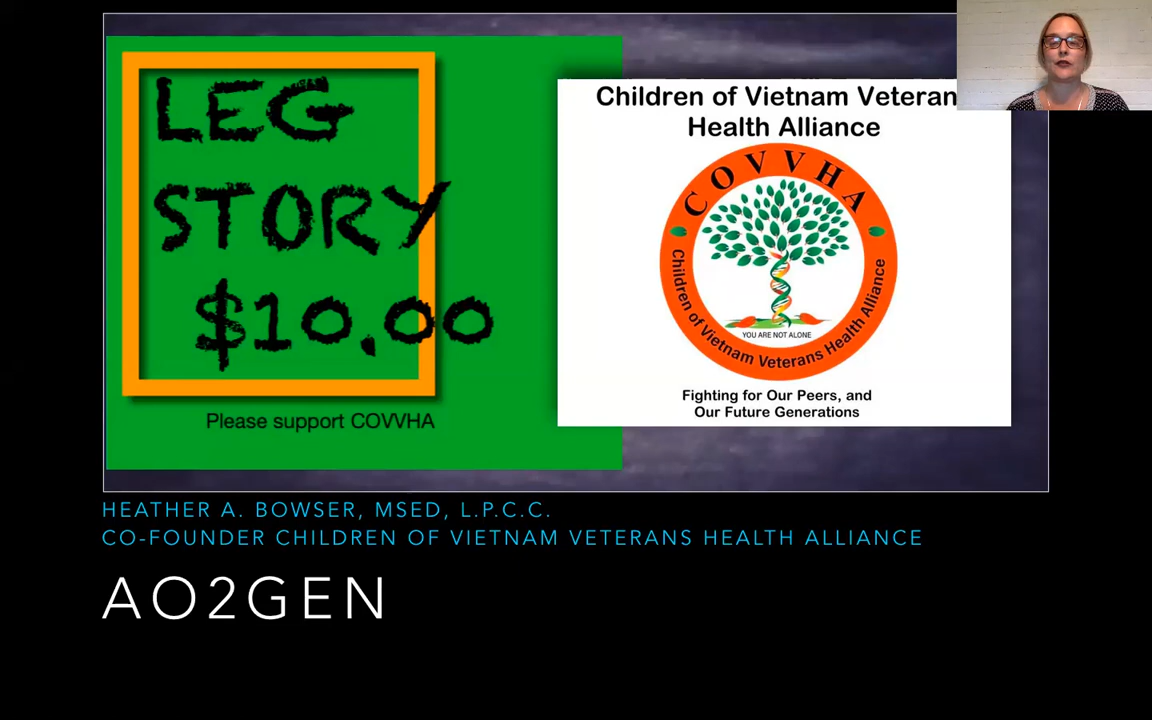 LEG
STORY
$10.00
Please support COVVHA
Children of Vietnam Veteran
Health Alliance
COVVHA
YOU ARE NOT ALONE
Children of Vietnam Veterans Health Alliance
Fighting for Our Peers, and
Our Future Generations
HEATHER A. BOWSER, MSED, L.P.C.C.
CO-FOUNDER CHILDREN OF VIETNAM VETERANS HEALTH ALLIANCE
AO2GEN